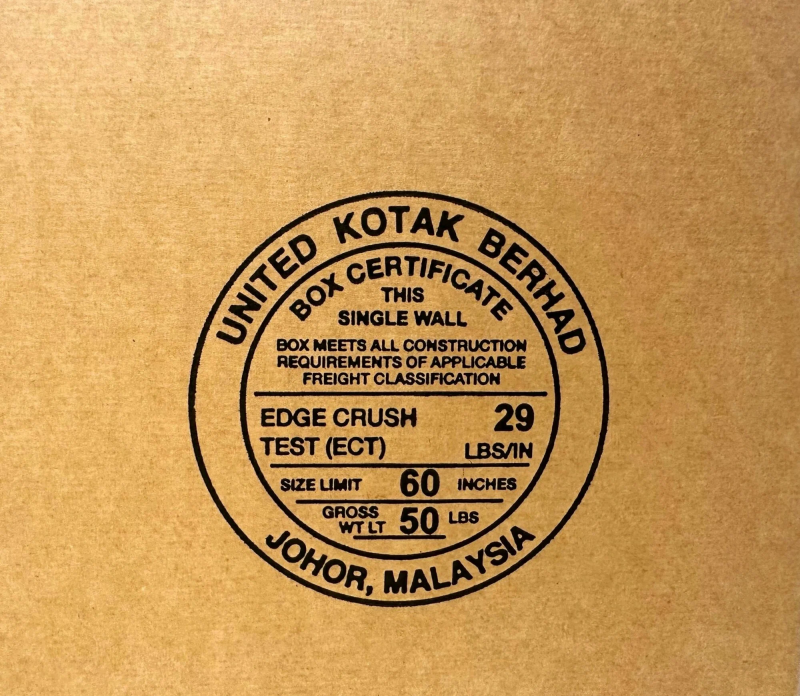 UNITED KOTAK BERHAD
BOX CERTIFICATE
THIS
SINGLE WALL
BOX MEETS ALL CONSTRUCTION
REQUIREMENTS OF APPLICABLE
FREIGHT CLASSIFICATION
EDGE CRUSH 29
TEST (ECT) LBS/IN
SIZE LIMIT 60 INCHES
GROSS
WT LT 50 LBS
JOHOR, MALAYSIA